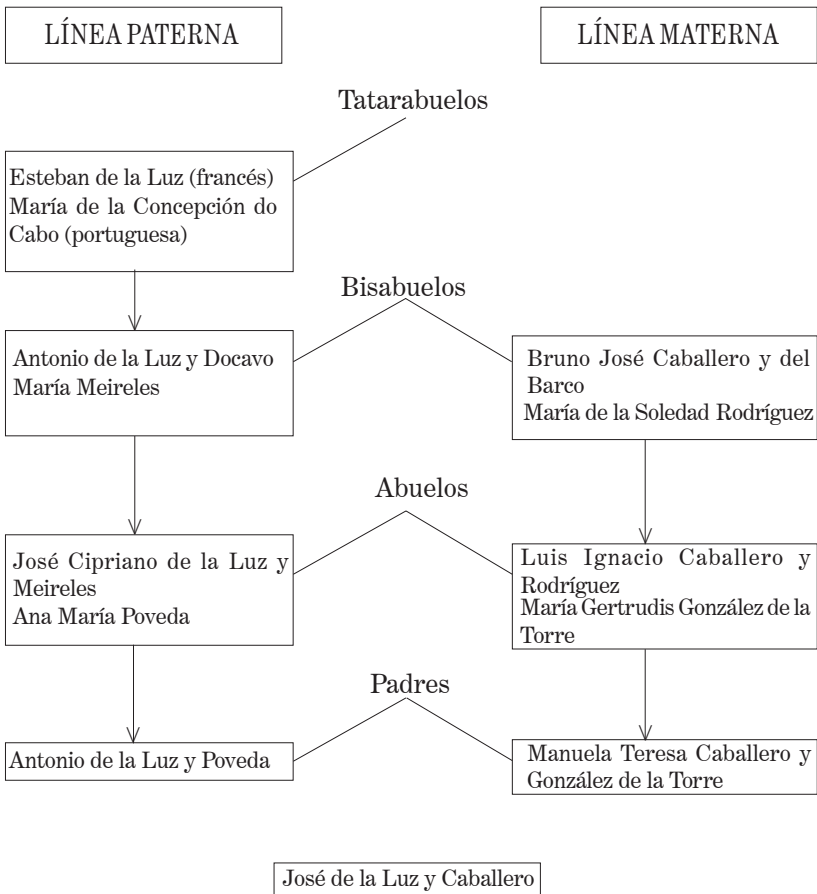 LÍNEA PATERNA
LÍNEA MATERNA
Tatarabuelos
Esteban de la Luz (francés)
María de la Concepción do
Cabo (portuguesa)
Bisabuelos
Antonio de la Luz y Docavo
María Meireles
Bruno José Caballero y del
Barco
María de la Soledad Rodríguez
Abuelos
José Cipriano de la Luz y
Meireles
Ana María Poveda
Luis Ignacio Caballero y
Rodríguez
María Gertrudis González de la
Torre
Padres
Antonio de la Luz y Poveda
Manuela Teresa Caballero y
González de la Torre
José de la Luz y Caballero